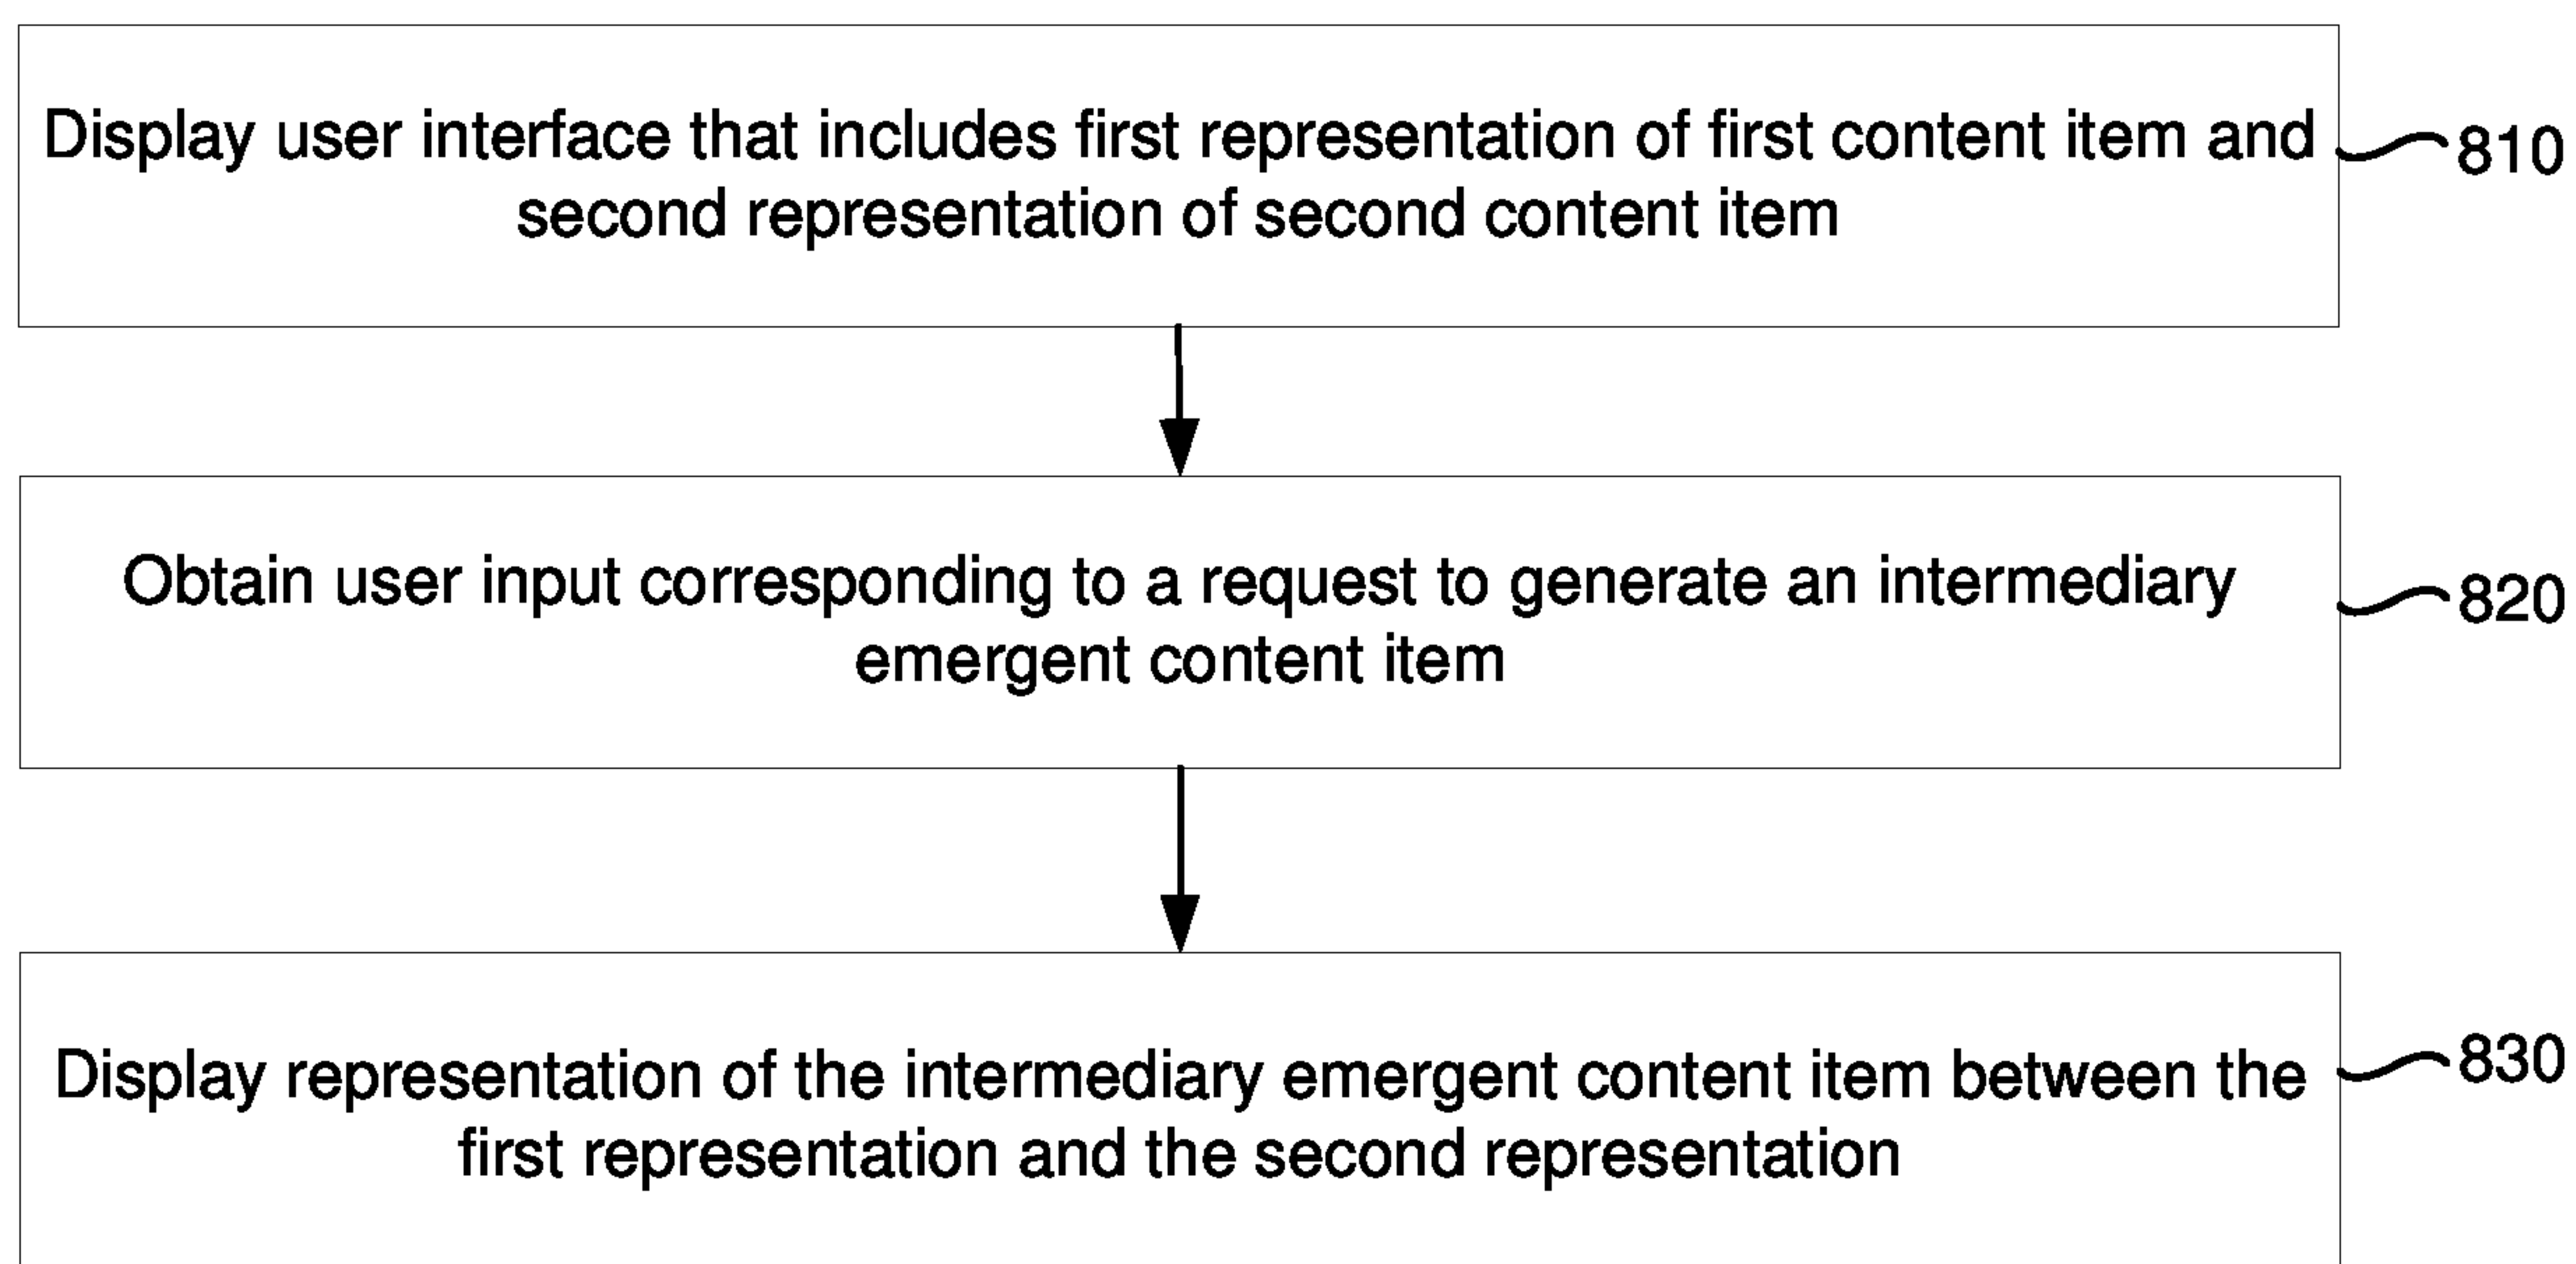 Display user interface that includes first representation of first content item and
second representation of second content item
810
Obtain user input corresponding to a request to generate an intermediary
emergent content item
820
Display representation of the intermediary emergent content item between the
first representation and the second representation
830